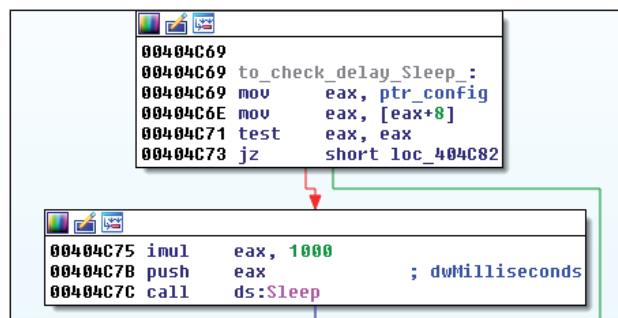 00404C69
00404C69 to_check_delay_Sleep_:
00404C69 mov     eax, ptr_config
00404C6E mov     eax, [eax+8]
00404C71 test    eax, eax
00404C73 jz      short loc_404C82
00404C75 imul    eax, 1000
00404C7B push    eax             ; dwMilliseconds
00404C7C call    ds:Sleep